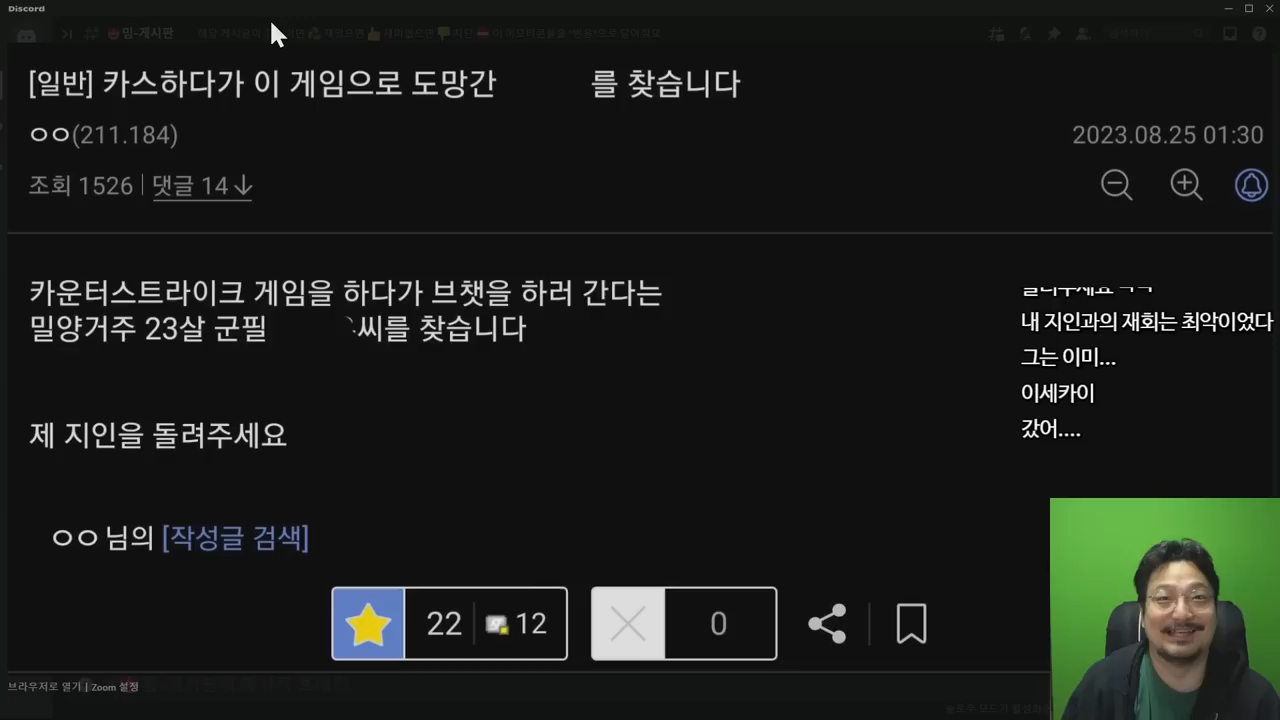 Discord
밈-게시판
[일반] 카스하다가 이 게임으로 도망간 를 찾습니다
ㅇㅇ(211.184)
2023.08.25 01:30
조회 1526 | 댓글 14↓
카운터스트라이크 게임을 하다가 브챗을 하러 간다는
밀양거주 23살 군필 씨를 찾습니다
제 지인을 돌려주세요
내 지인과의 재회는 최악이었다
그는 이미...
이세카이
갔어....
ㅇㅇ 님의 [작성글 검색]
22 12 0
브라우저로 열기 | Zoom 설정